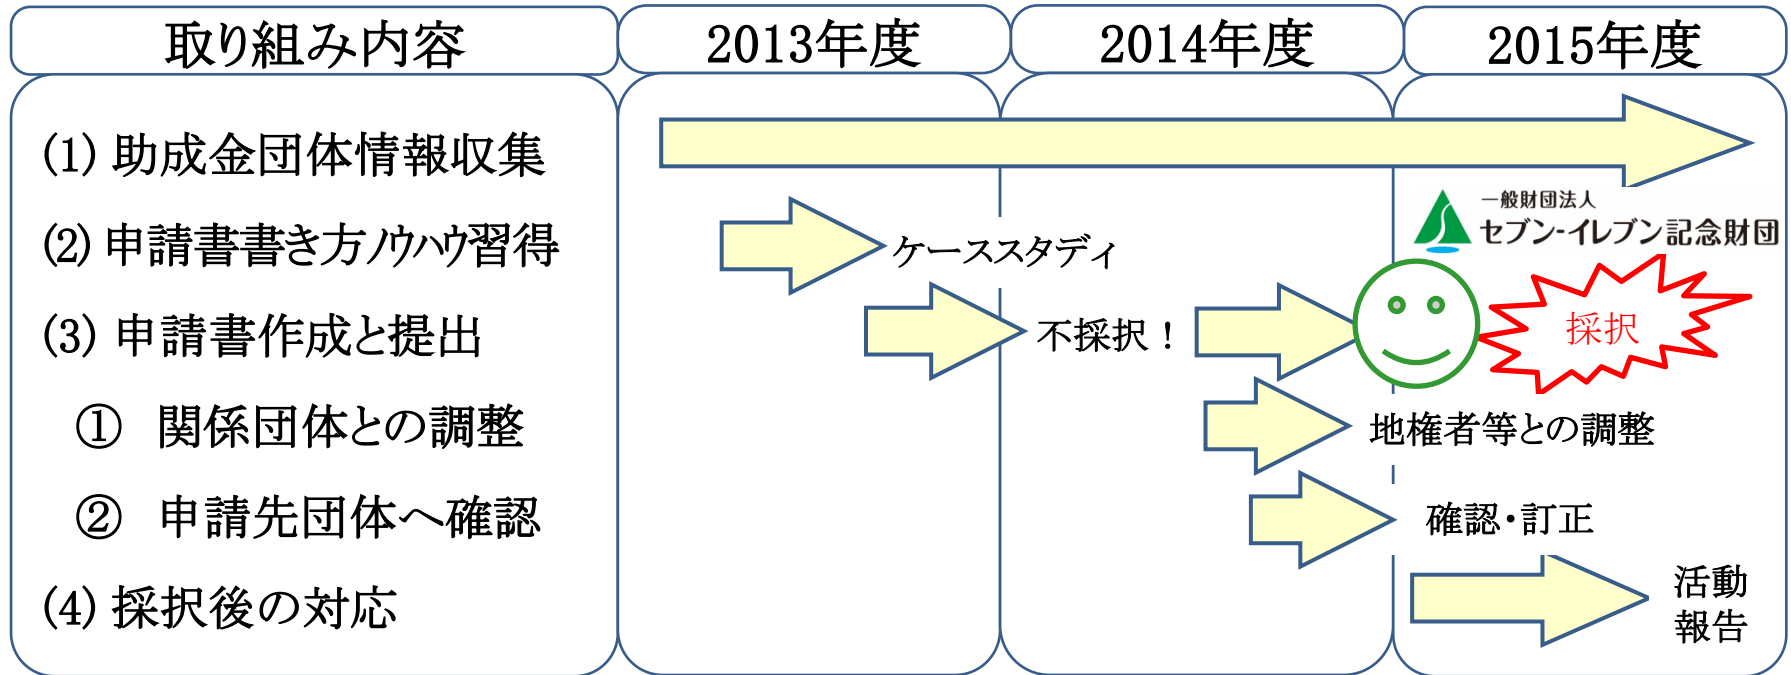 取り組み内容
2013年度
2014年度
2015年度
(1) 助成金団体情報収集
一般財団法人
セブン-イレブン記念財団
(2) 申請書書き方ノウハウ習得
ケーススタディ
(3) 申請書作成と提出
不採択！
採択
① 関係団体との調整
地権者等との調整
② 申請先団体へ確認
確認・訂正
(4) 採択後の対応
活動
報告